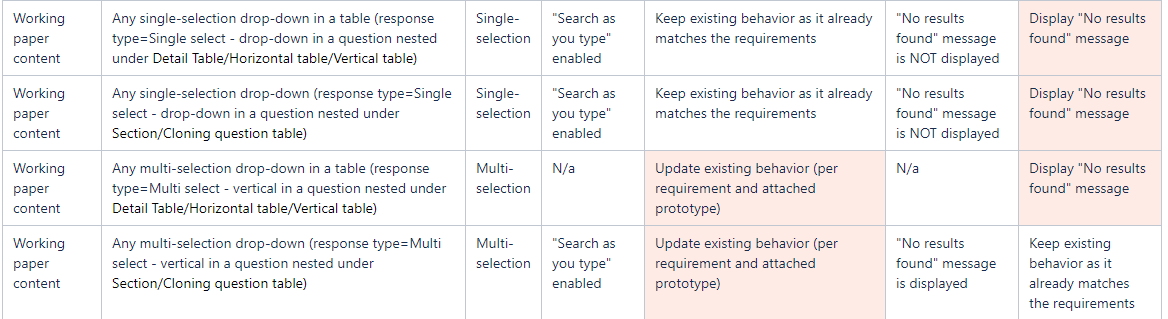 Working
paper
content
Any single-selection drop-down in a table (response
type=Single select - drop-down in a question nested
under Detail Table/Horizontal table/Vertical table)
Single-
selection
"Search as
you type"
enabled
Keep existing behavior as it already
matches the requirements
"No results
found" message
is NOT displayed
Display "No results
found" message
Working
paper
content
Any single-selection drop-down (response type=Single
select - drop-down in a question nested under
Section/Cloning question table)
Single-
selection
"Search as
you type"
enabled
Keep existing behavior as it already
matches the requirements
"No results
found" message
is NOT displayed
Display "No results
found" message
Working
paper
content
Any multi-selection drop-down in a table (response
type=Multi select - vertical in a question nested under
Detail Table/Horizontal table/Vertical table)
Multi-
selection
N/a
Update existing behavior (per
requirement and attached
prototype)
N/a
Display "No results
found" message
Working
paper
content
Any multi-selection drop-down (response type=Multi
select - vertical in a question nested under
Section/Cloning question table)
Multi-
selection
"Search as
you type"
enabled
Update existing behavior (per
requirement and attached
prototype)
"No results
found" message
is displayed
Keep existing
behavior as it
already matches
the requirements